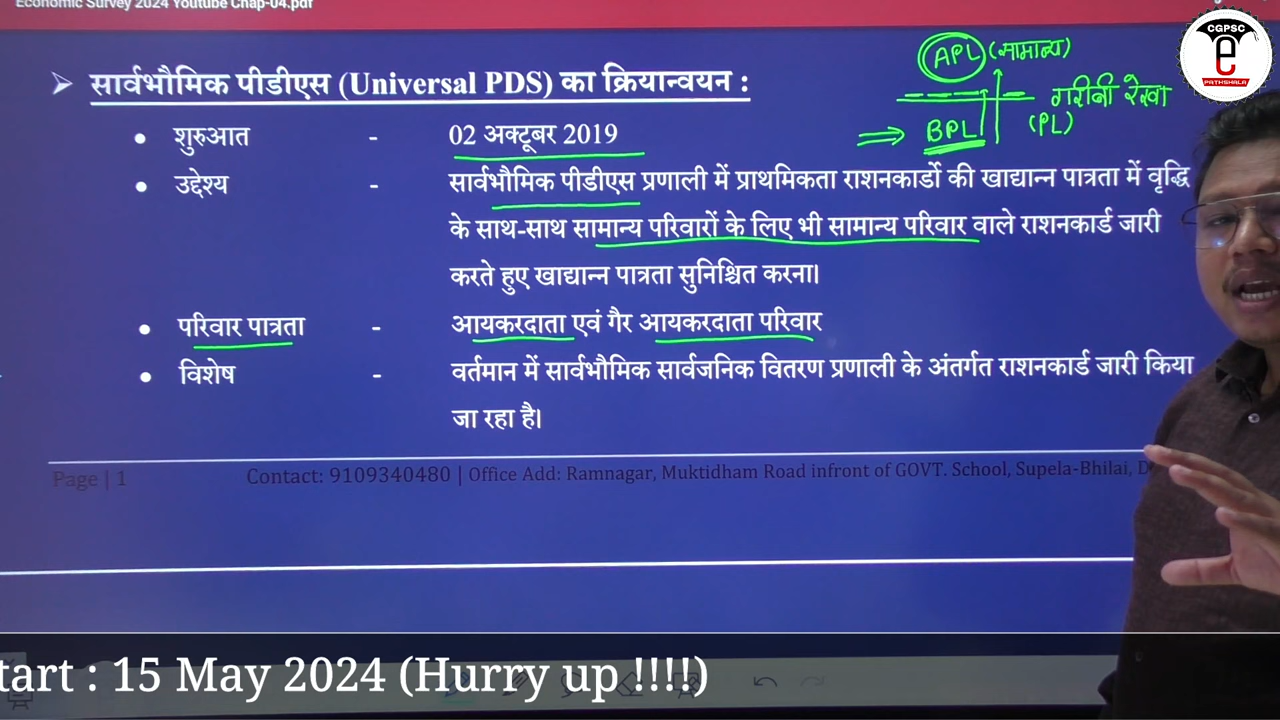 Economic Survey 2024 Youtube Chap-04.pdf
CGPSC
e
PATHSHALA
APL (सामान्य)
गरीबी रेखा
BPL
(PL)
➢ सार्वभौमिक पीडीएस (Universal PDS) का क्रियान्वयन :
• शुरुआत - 02 अक्टूबर 2019
• उद्देश्य - सार्वभौमिक पीडीएस प्रणाली में प्राथमिकता राशनकार्डो की खाद्यान्न पात्रता में वृद्धि
के साथ-साथ सामान्य परिवारों के लिए भी सामान्य परिवार वाले राशनकार्ड जारी
करते हुए खाद्यान्न पात्रता सुनिश्चित करना।
• परिवार पात्रता - आयकरदाता एवं गैर आयकरदाता परिवार
• विशेष - वर्तमान में सार्वभौमिक सार्वजनिक वितरण प्रणाली के अंतर्गत राशनकार्ड जारी किया
जा रहा है।
Page | 1 Contact: 9109340480 | Office Add: Ramnagar, Muktidham Road infront of GOVT. School, Supela-Bhilai,
tart : 15 May 2024 (Hurry up !!!!)